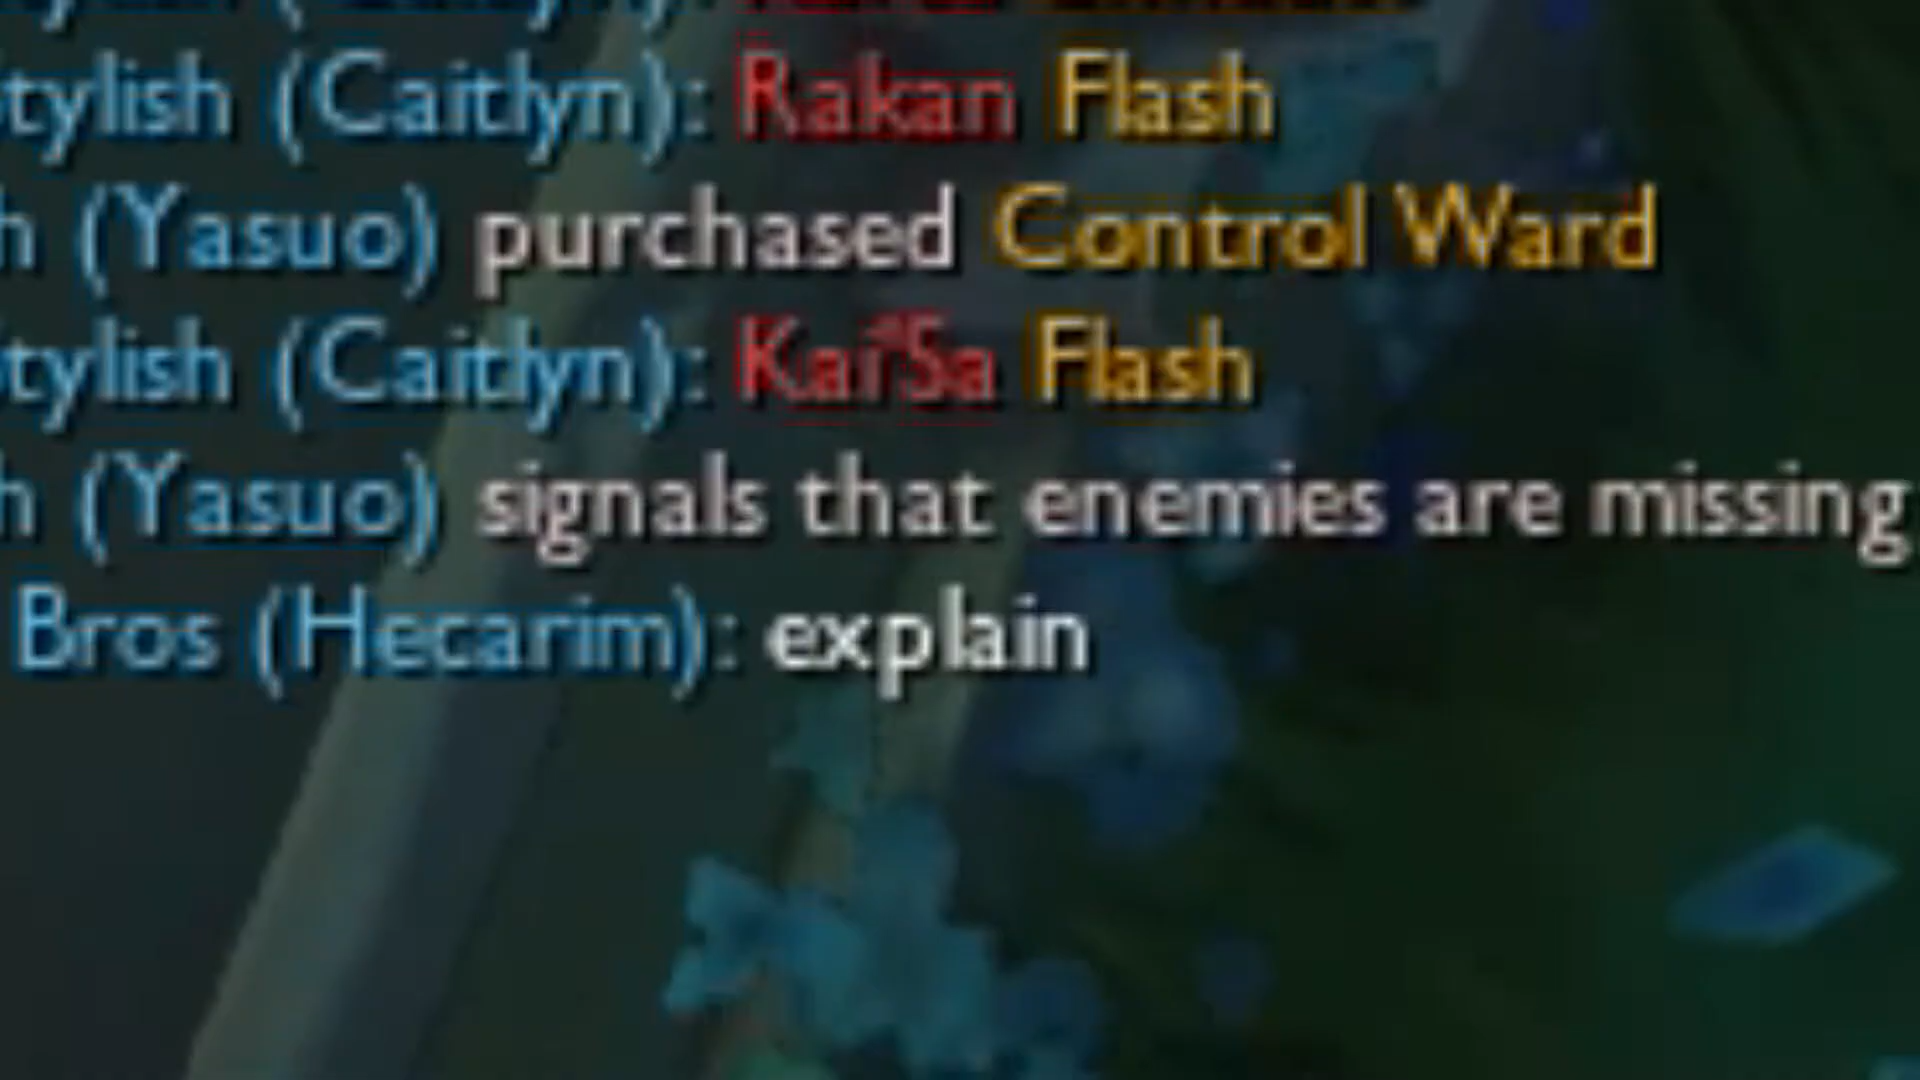 tylish (Caitlyn): Rakan Flash
h (Yasuo) purchased Control Ward
tylish (Caitlyn): Kai'Sa Flash
h (Yasuo) signals that enemies are missing
Bros (Hecarim): explain